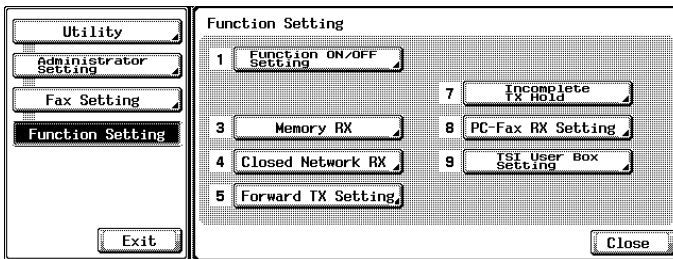 Utility
Administrator
Setting
Fax Setting
Function Setting
Exit
Function Setting
1 Function ON/OFF
Setting
3 Memory RX
4 Closed Network RX
5 Forward TX Setting
7 Incomplete
TX Hold
8 PC-Fax RX Setting
9 TSI User Box
Setting
Close